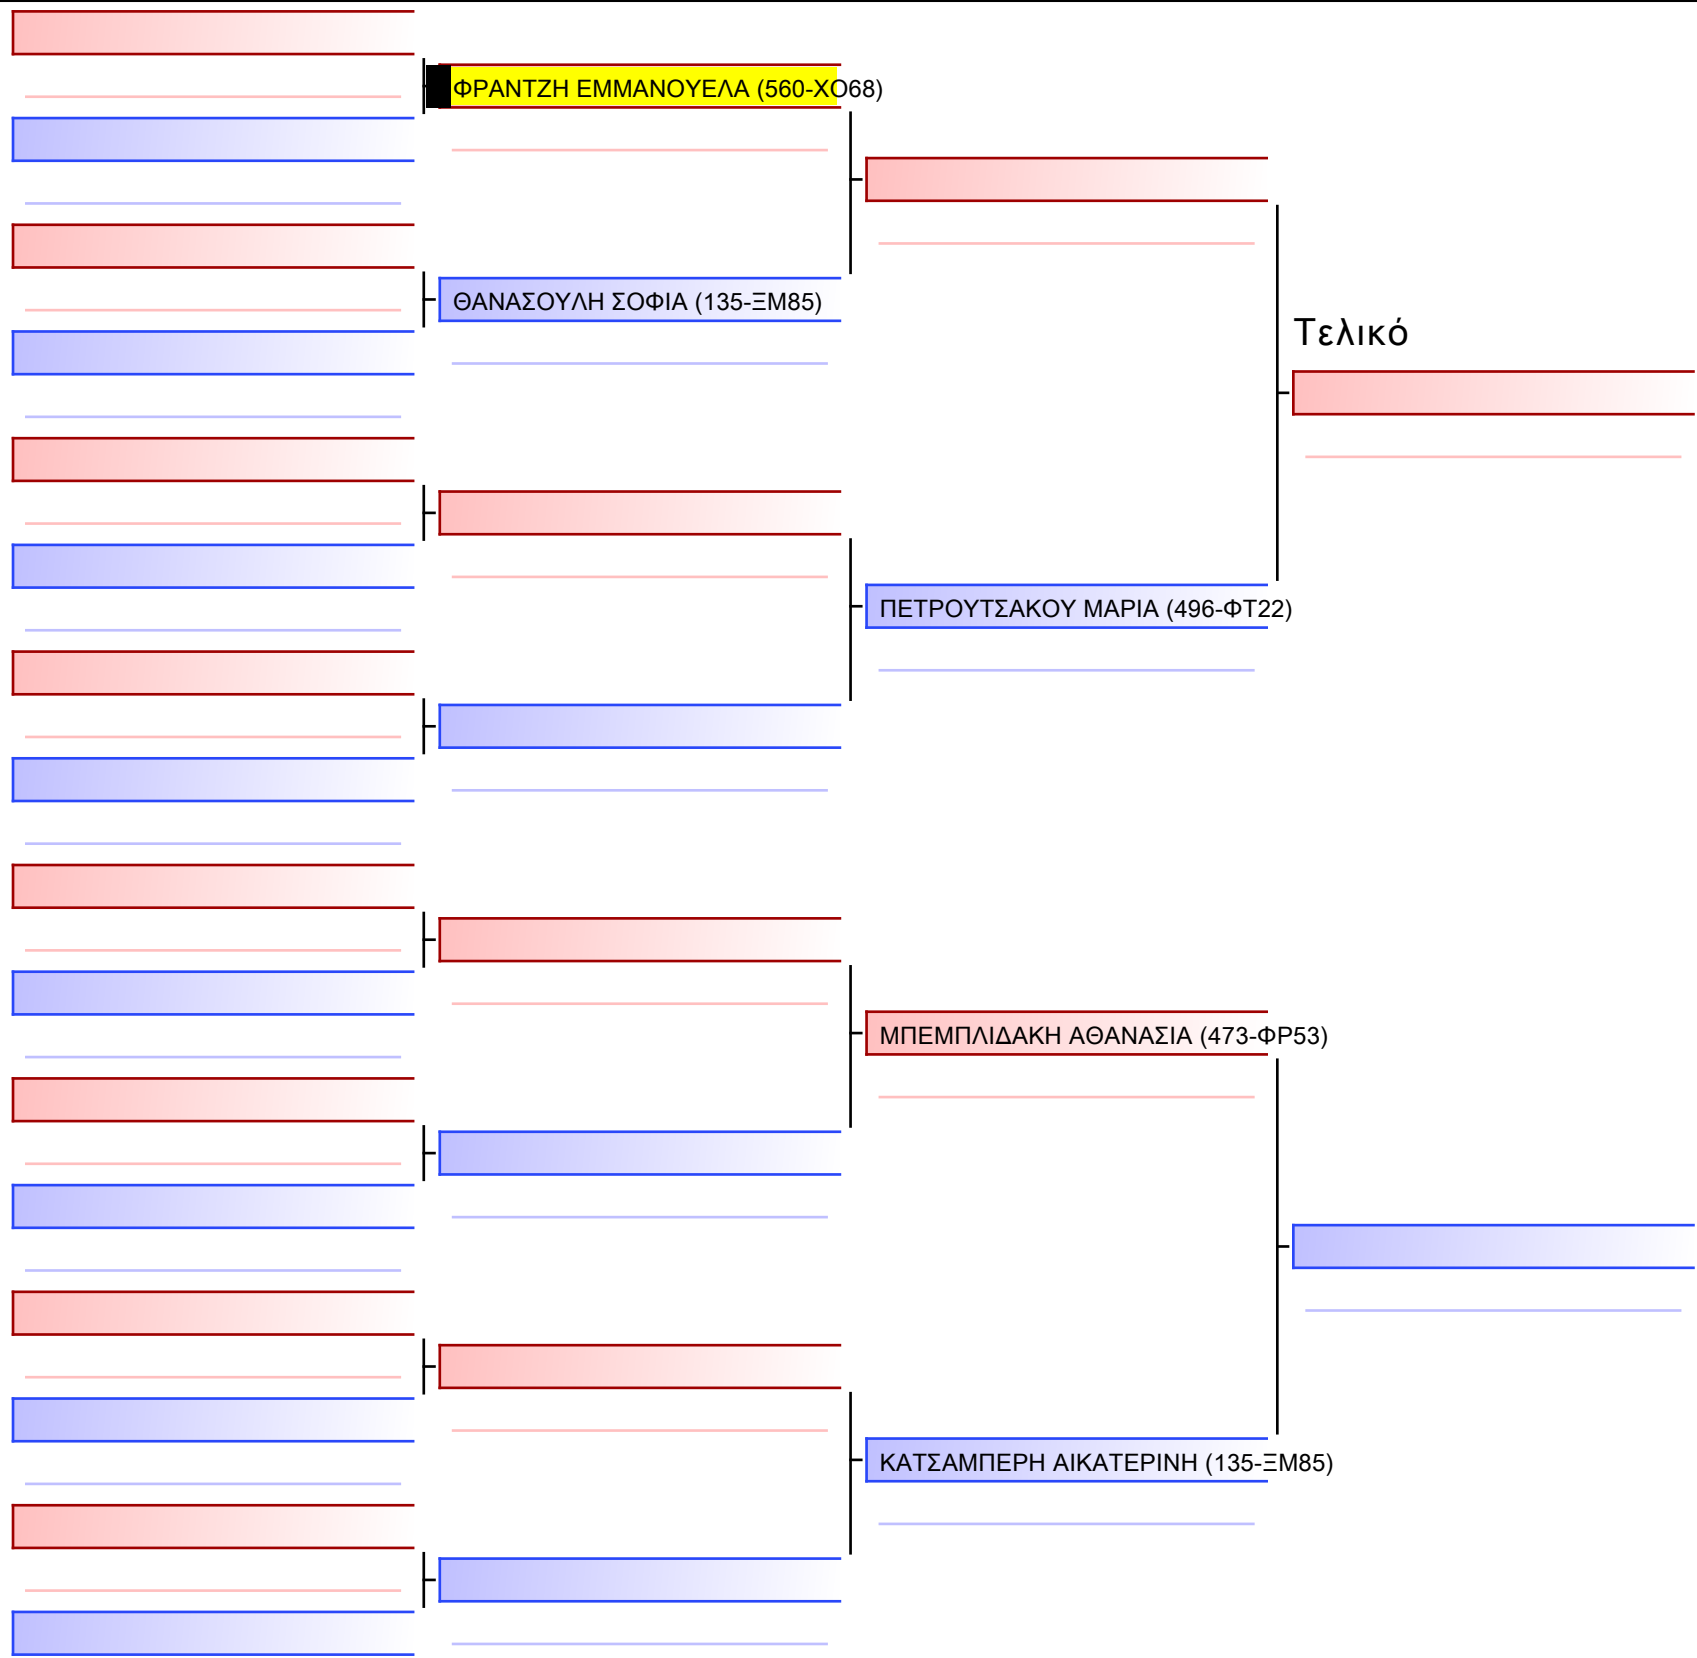 ΦΡΑΝΤΖΗ ΕΜΜΑΝΟΥΕΛΑ (560-ΧΟ68)
ΘΑΝΑΣΟΥΛΗ ΣΟΦΙΑ (135-ΞΜ85)
Τελικό
ΠΕΤΡΟΥΤΣΑΚΟΥ ΜΑΡΙΑ (496-ΦΤ22)
ΜΠΕΜΠΛΙΔΑΚΗ ΑΘΑΝΑΣΙΑ (473-ΦΡ53)
ΚΑΤΣΑΜΠΕΡΗ ΑΙΚΑΤΕΡΙΝΗ (135-ΞΜ85)